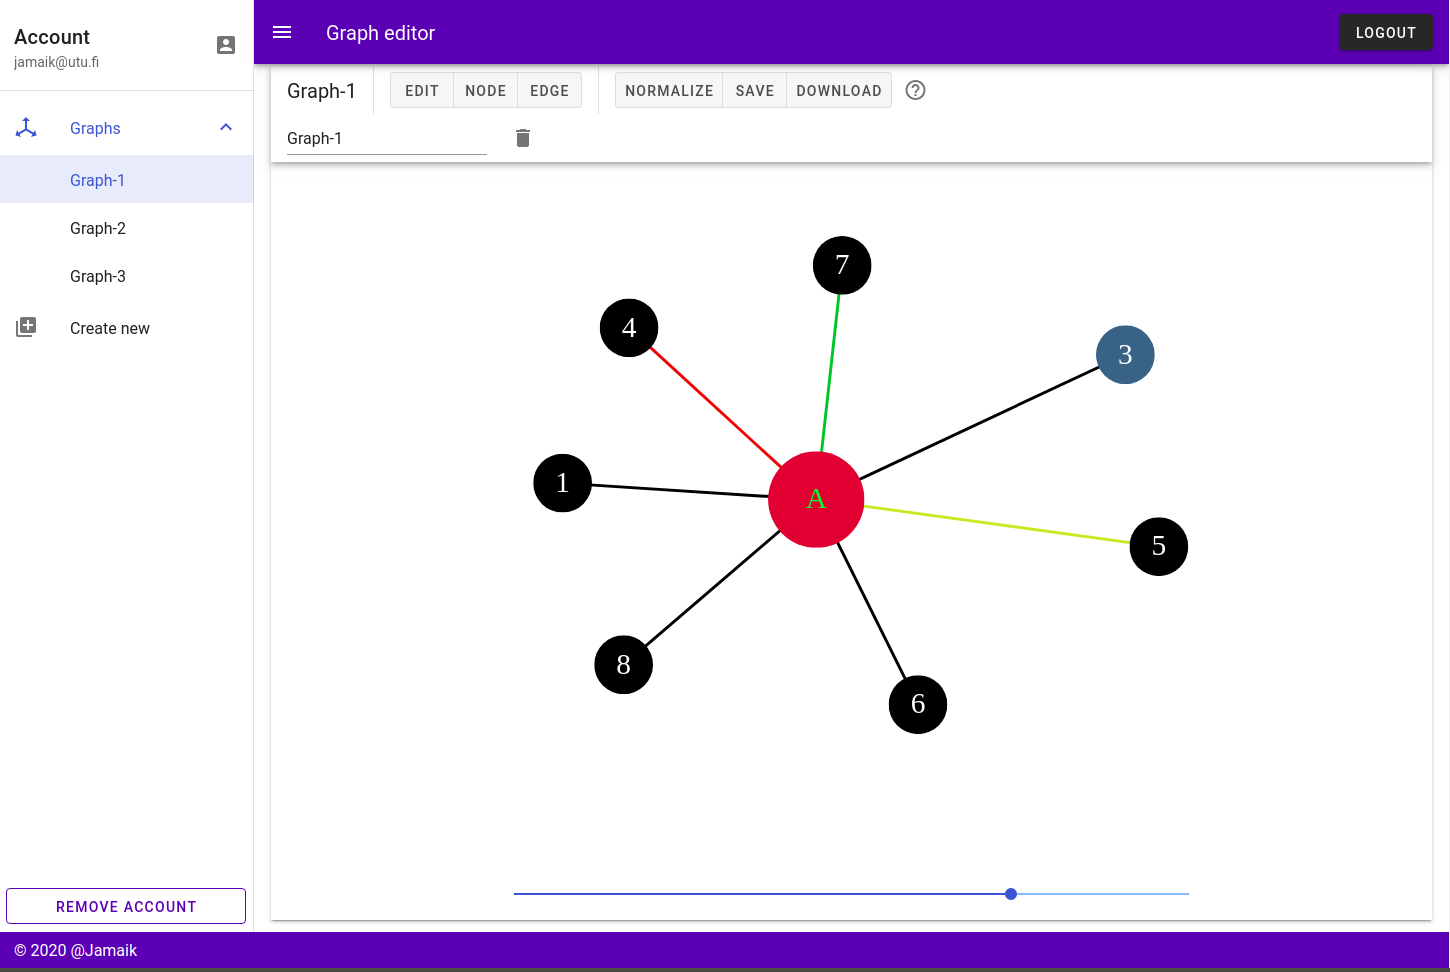 Account
jamaik@utu.fi
Graphs
Graph-1
Graph-2
Graph-3
Create new
REMOVE ACCOUNT
Graph editor
LOGOUT
Graph-1
EDIT NODE EDGE
NORMALIZE SAVE DOWNLOAD
?
Graph-1
7
4
3
1
A
5
8
6
© 2020 @Jamaik